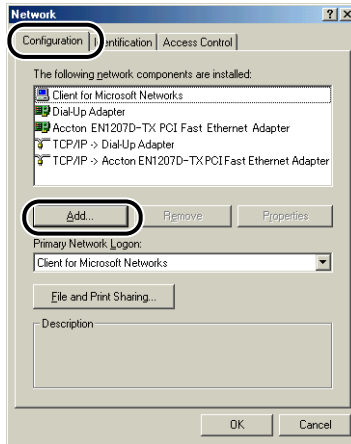 Network
Configuration Identification Access Control
The following network components are installed:
Client for Microsoft Networks
Dial-Up Adapter
Accton EN1207D-TX PCI Fast Ethernet Adapter
TCP/IP -> Dial-Up Adapter
TCP/IP -> Accton EN1207D-TX PCI Fast Ethernet Adapter
Add... Remove Properties
Primary Network Logon:
Client for Microsoft Networks
File and Print Sharing...
Description
OK Cancel